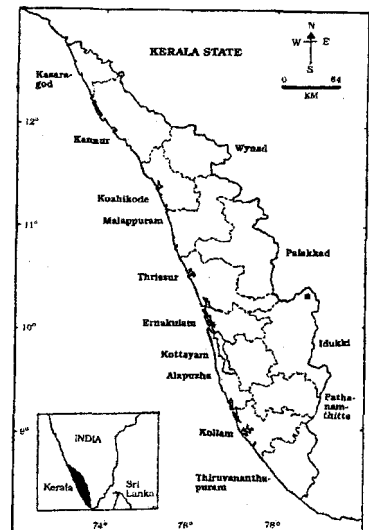 KERALA STATE
N
W E
S
0 64
KM
Kasara-
god
12°
Kannur
Wynad
Kozhikode
11°
Malappuram
Palakkad
Thrissur
10°
Ernakulam
Idukki
Kottayam
Alapuzha
Patha-
nam-
thitta
9°
Kollam
INDIA
Thiruvanantha-
puram
Kerala
Sri
Lanka
74°
76°
78°